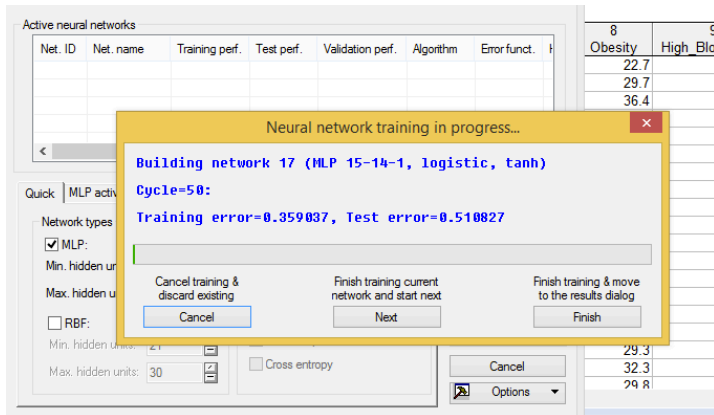 Active neural networks
Net. ID Net. name Training perf. Test perf. Validation perf. Algorithm Error funct.
8
Obesity
22.7
29.7
36.4
Neural network training in progress...
Building network 17 (MLP 15-14-1, logistic, tanh)
Cycle=50:
Training error=0.359037, Test error=0.510827
Cancel training & discard existing
Cancel
Finish training current network and start next
Next
Finish training & move to the results dialog
Finish
Quick
Network types
MLP:
Min. hidden
Max. hidden
RBF:
Min. hidden units: 21
Max. hidden units: 30
Cross entropy
Cancel
Options
29.3
32.3
29.8